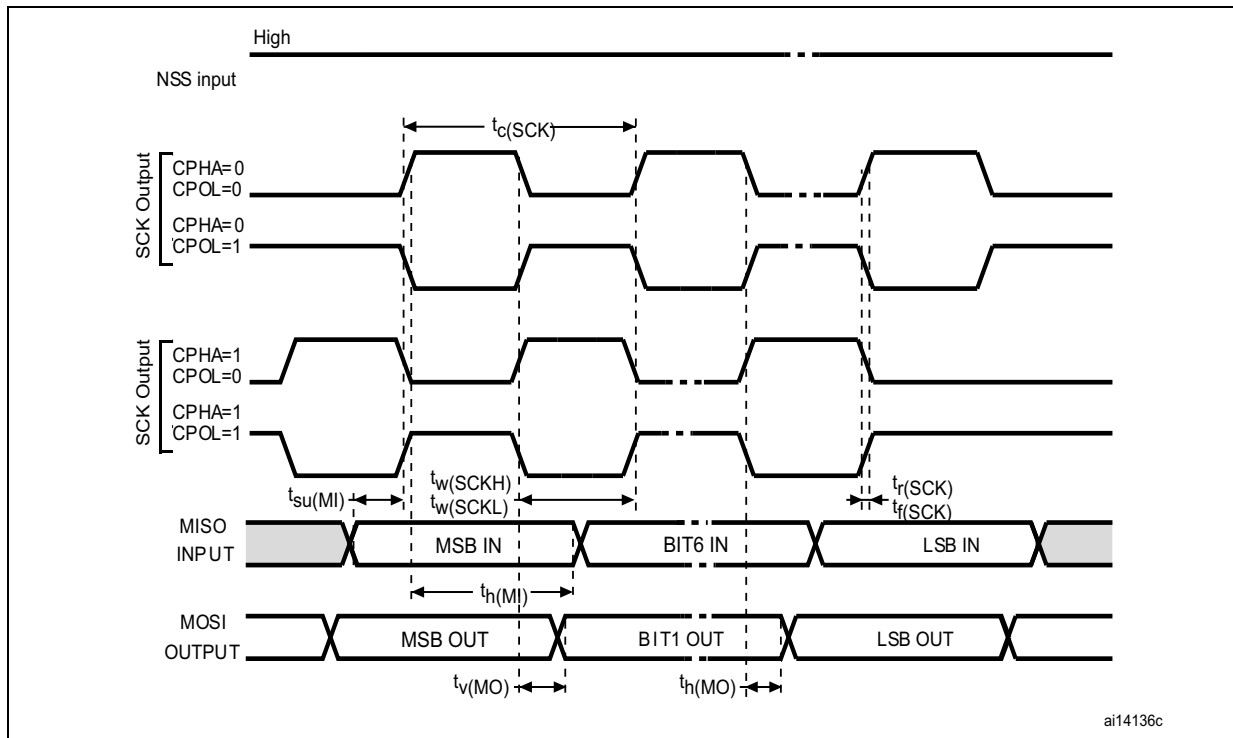 High
NSS input
tc(SCK)
SCK Output
CPHA=0
CPOL=0
CPHA=0
CPOL=1
SCK Output
CPHA=1
CPOL=0
CPHA=1
CPOL=1
tsu(MI)
tw(SCKH)
tw(SCKL)
tr(SCK)
tf(SCK)
MISO
INPUT
MSB IN
BIT6 IN
LSB IN
th(MI)
MOSI
OUTPUT
MSB OUT
BIT1 OUT
LSB OUT
tv(MO)
th(MO)
ai14136c